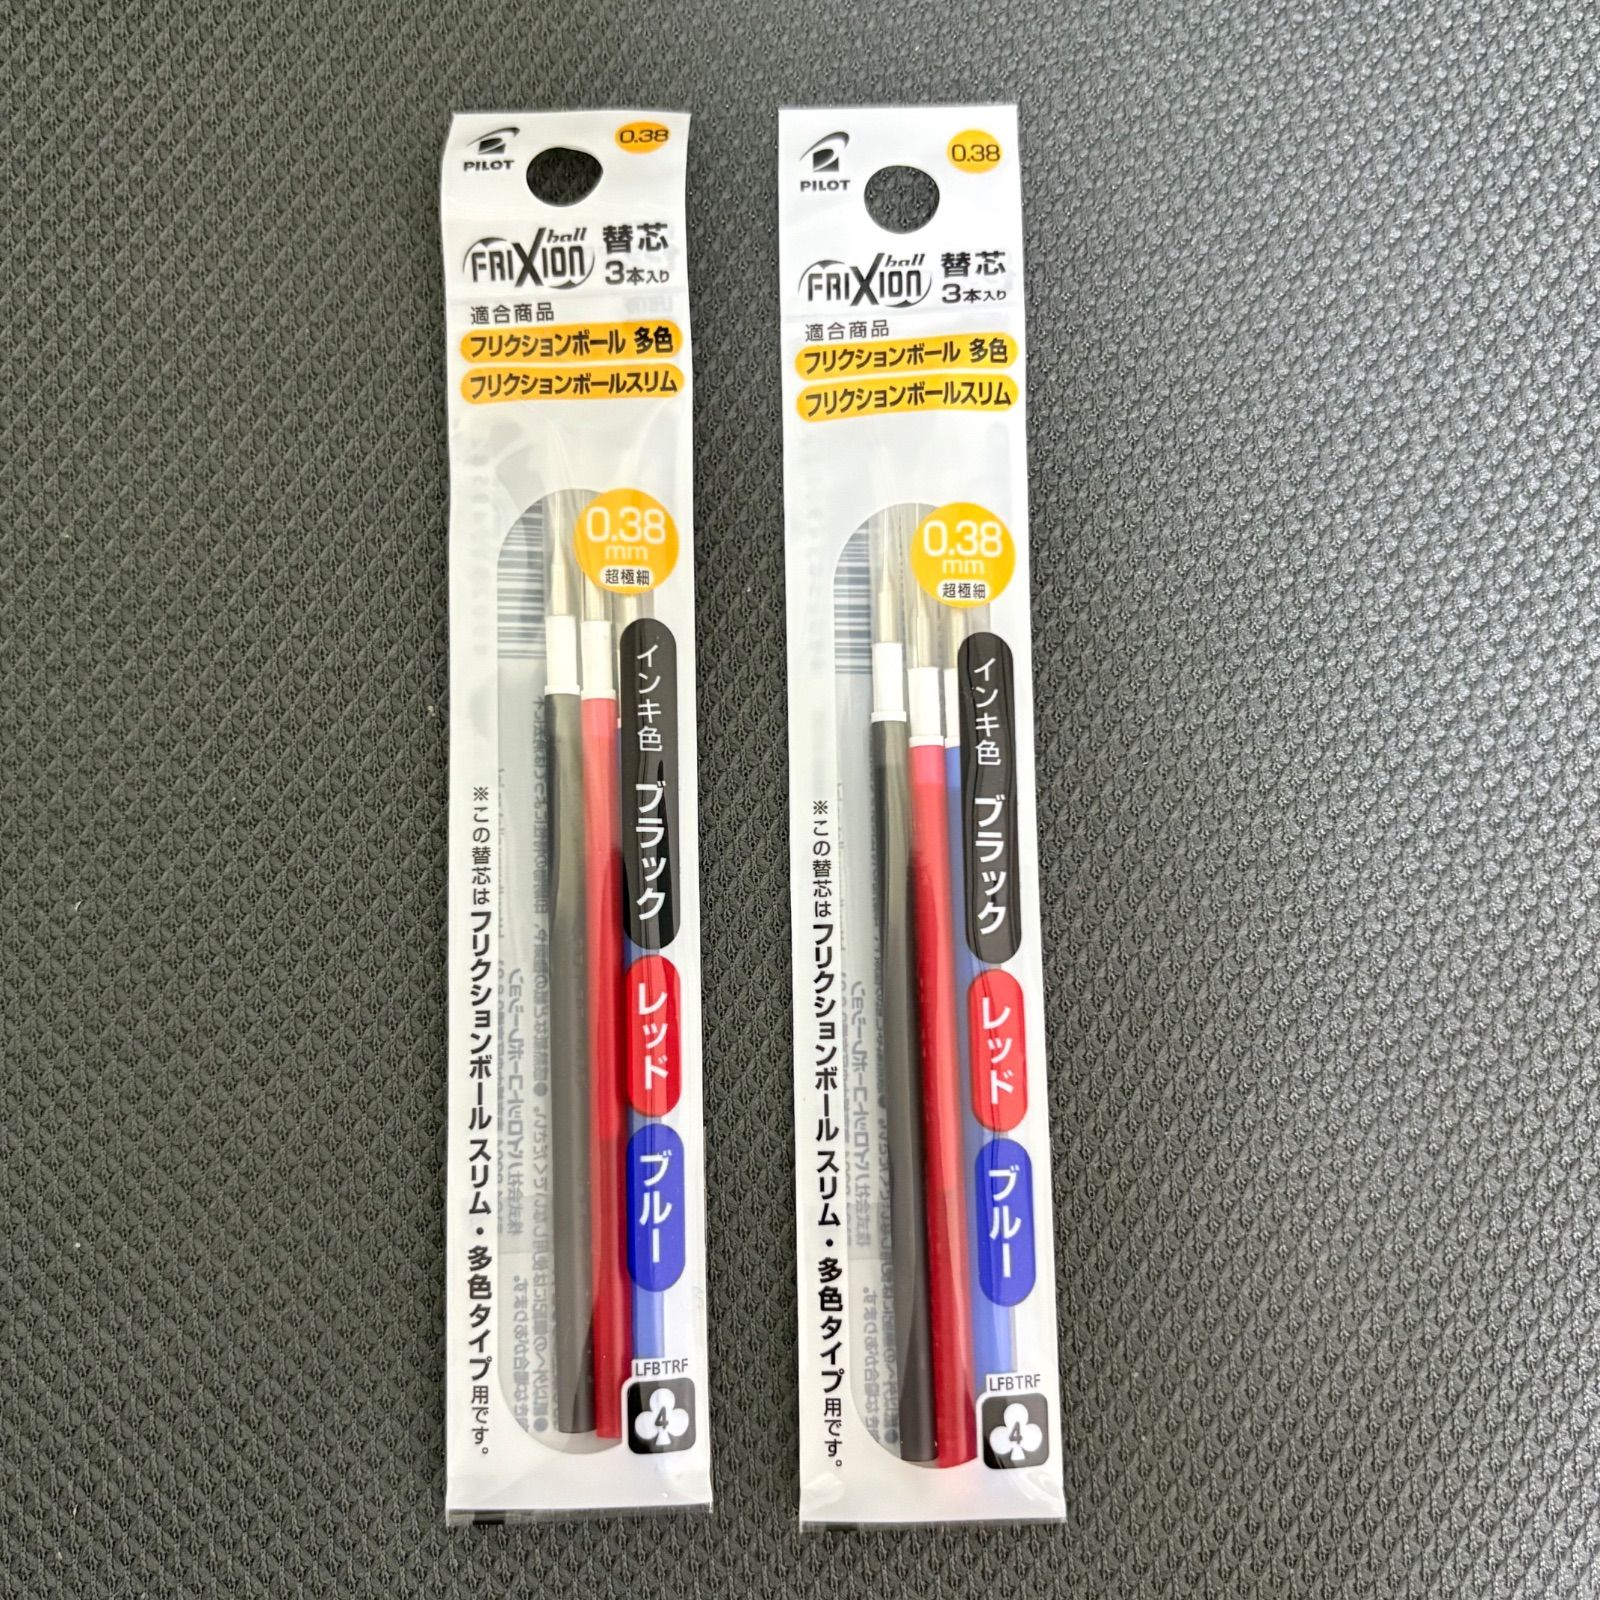 PILOT
0.38
FRIXION ball 替芯
3本入り
適合商品
フリクションボール 多色
フリクションボールスリム
0.38
mm
超極細
インキ色 ブラック
レッド
ブルー
※この替芯はフリクションボール スリム・多色タイプ用です。
LFBTRF
4
PILOT
0.38
FRIXION ball 替芯
3本入り
適合商品
フリクションボール 多色
フリクションボールスリム
0.38
mm
超極細
インキ色 ブラック
レッド
ブルー
※この替芯はフリクションボール スリム・多色タイプ用です。
LFBTRF
4